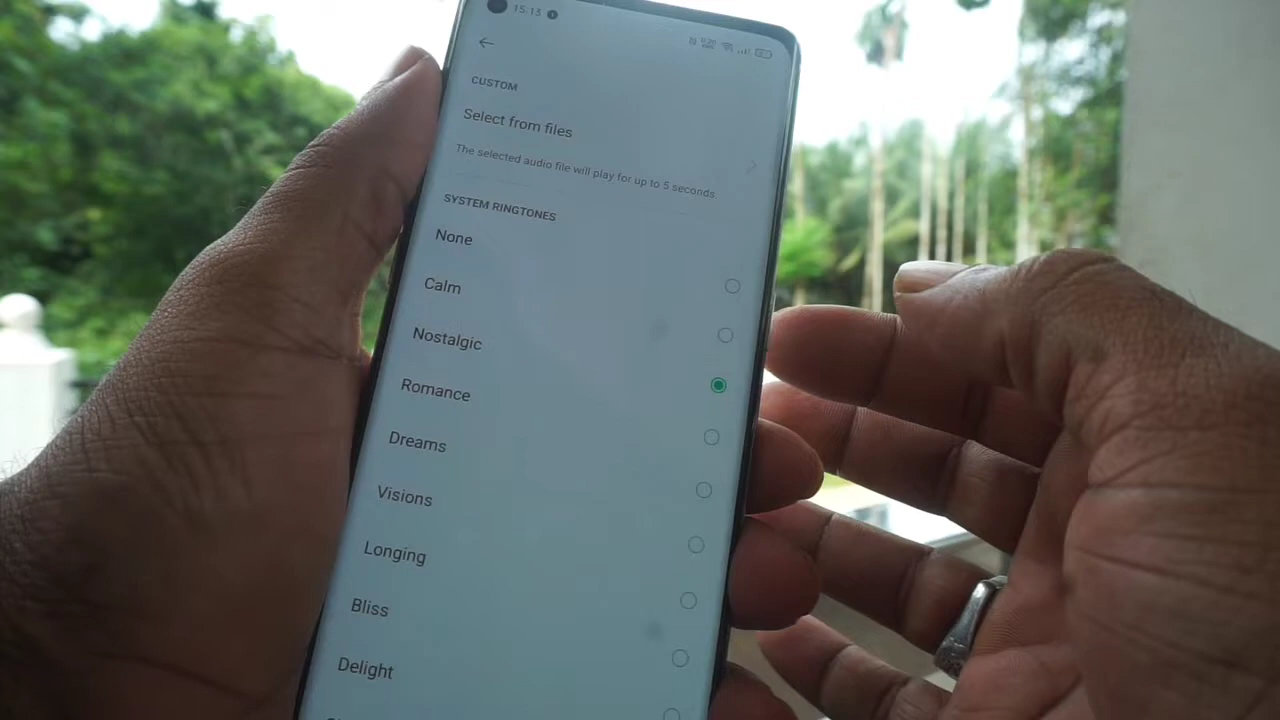 15:13
CUSTOM
Select from files
The selected audio file will play for up to 5 seconds.
SYSTEM RINGTONES
None
Calm
Nostalgic
Romance
Dreams
Visions
Longing
Bliss
Delight